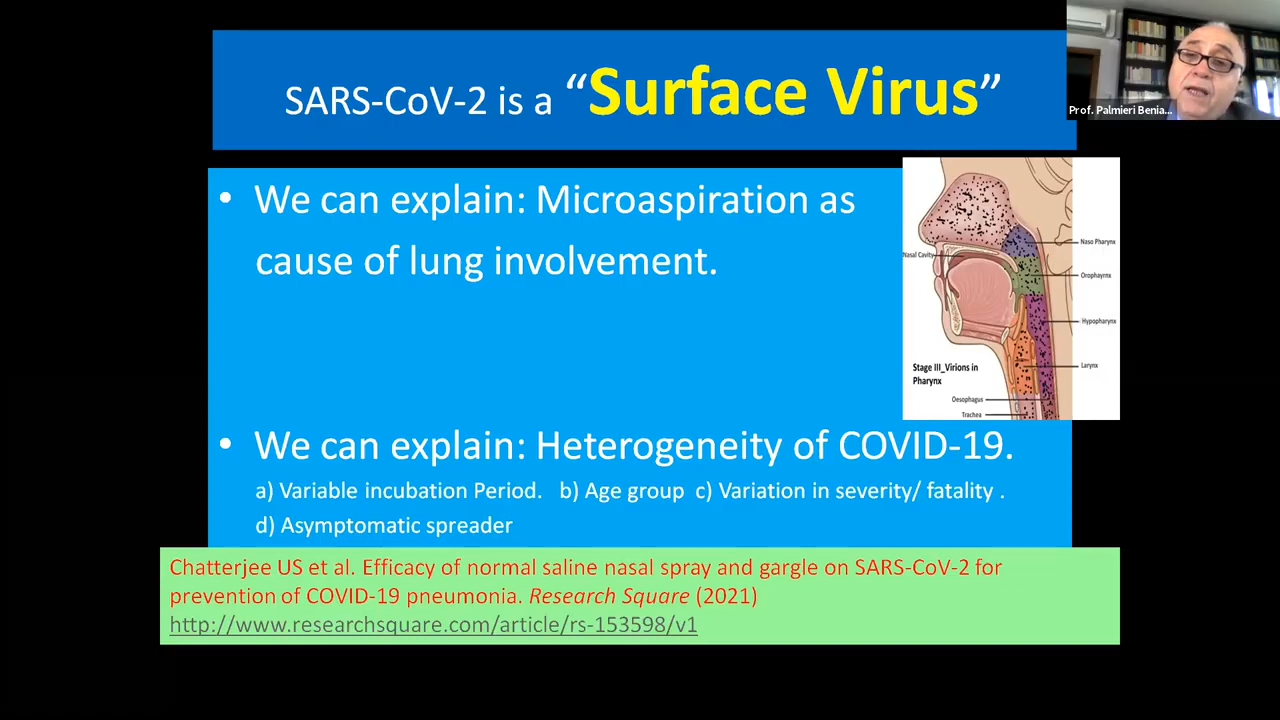 SARS-CoV-2 is a “Surface Virus”
Prof. Palmieri Benia...
• We can explain: Microaspiration as
cause of lung involvement.
Nasal Cavity
Naso Pharynx
Oropharynx
Hypopharynx
Larynx
Stage III_Virions in
Pharynx
Oesophagus
Trachea
• We can explain: Heterogeneity of COVID-19.
a) Variable incubation Period. b) Age group c) Variation in severity/ fatality .
d) Asymptomatic spreader
Chatterjee US et al. Efficacy of normal saline nasal spray and gargle on SARS-CoV-2 for
prevention of COVID-19 pneumonia. Research Square (2021)
http://www.researchsquare.com/article/rs-153598/v1